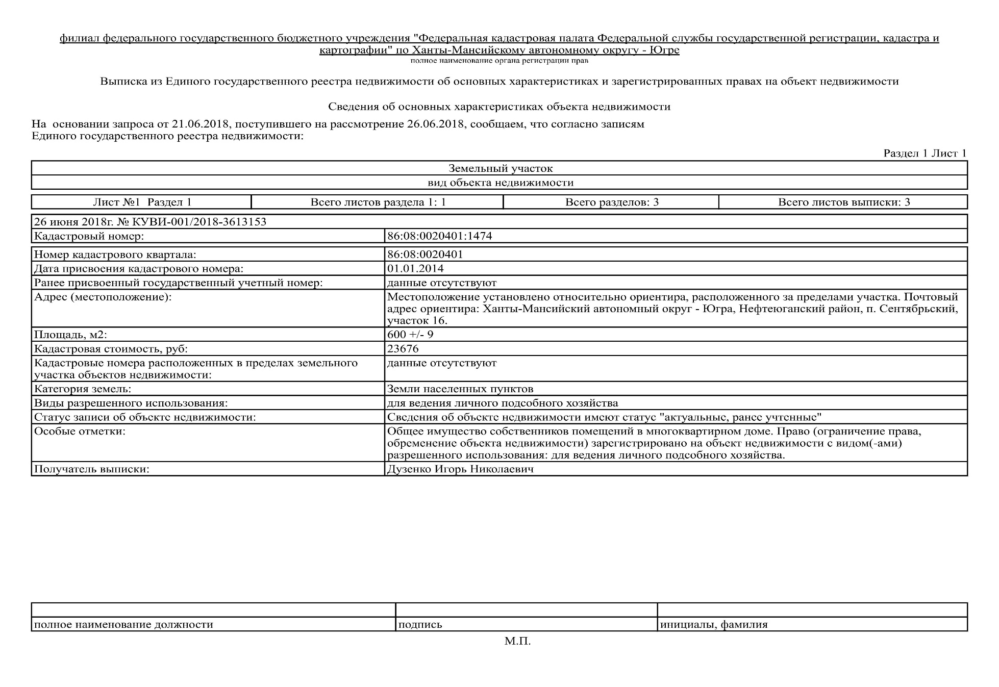 филиал федерального государственного бюджетного учреждения "Федеральная кадастровая палата Федеральной службы государственной регистрации, кадастра и
картографии" по Ханты-Мансийскому автономному округу - Югре
полное наименование органа регистрации прав
Выписка из Единого государственного реестра недвижимости об основных характеристиках и зарегистрированных правах на объект недвижимости
Сведения об основных характеристиках объекта недвижимости
На основании запроса от 21.06.2018, поступившего на рассмотрение 26.06.2018, сообщаем, что согласно записям
Единого государственного реестра недвижимости:
Раздел 1 Лист 1
Земельный участок
вид объекта недвижимости
Лист №1 Раздел 1 Всего листов раздела 1: 1 Всего разделов: 3 Всего листов выписки: 3
26 июня 2018г. № КУВИ-001/2018-3613153
Кадастровый номер: 86:08:0020401:1474
Номер кадастрового квартала: 86:08:0020401
Дата присвоения кадастрового номера: 01.01.2014
Ранее присвоенный государственный учетный номер: данные отсутствуют
Адрес (местоположение): Местоположение установлено относительно ориентира, расположенного за пределами участка. Почтовый
адрес ориентира: Ханты-Мансийский автономный округ - Югра, Нефтеюганский район, п. Сентябрьский,
участок 16.
Площадь, м2: 600 +/- 9
Кадастровая стоимость, руб: 23676
Кадастровые номера расположенных в пределах земельного данные отсутствуют
участка объектов недвижимости:
Категория земель: Земли населенных пунктов
Виды разрешенного использования: для ведения личного подсобного хозяйства
Статус записи об объекте недвижимости: Сведения об объекте недвижимости имеют статус "актуальные, ранее учтенные"
Особые отметки: Общее имущество собственников помещений в многоквартирном доме. Право (ограничение права,
обременение объекта недвижимости) зарегистрировано на объект недвижимости с видом(-ами)
разрешенного использования: для ведения личного подсобного хозяйства.
Получатель выписки: Дузенко Игорь Николаевич
полное наименование должности подпись инициалы, фамилия
М.П.